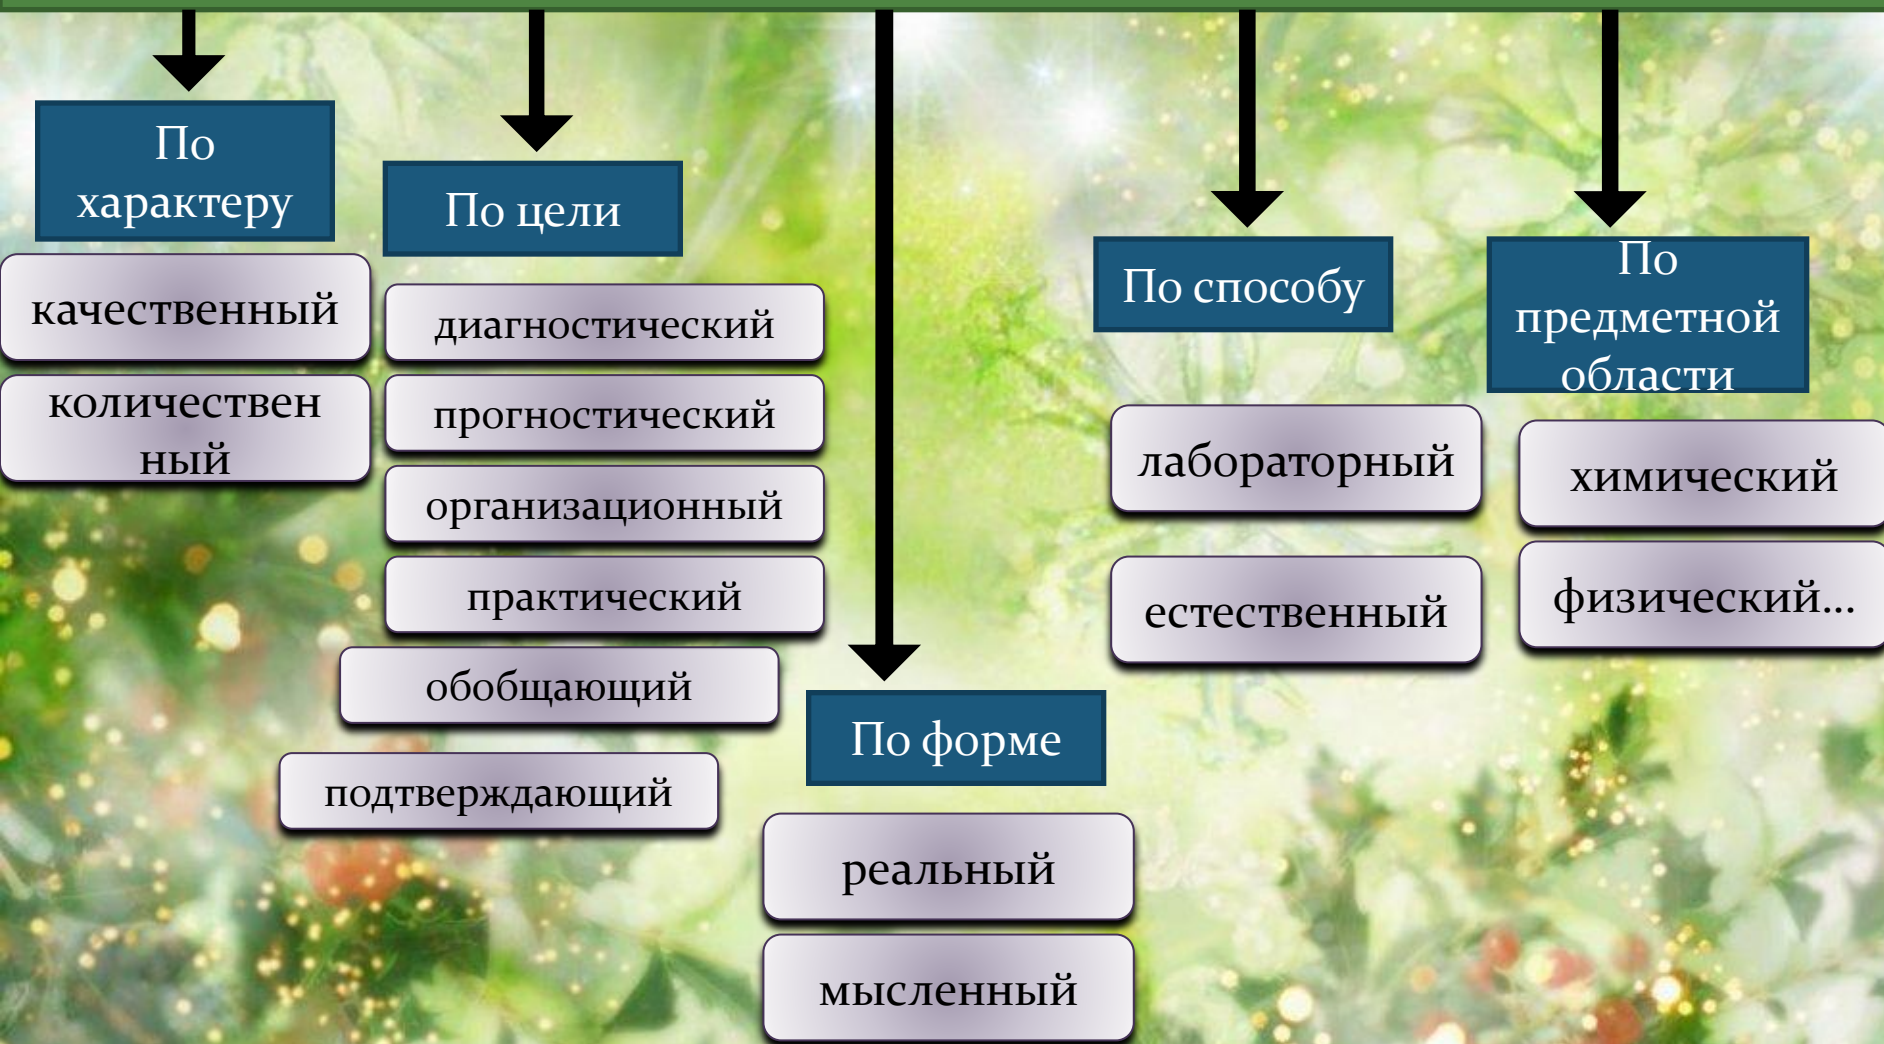 По
характеру
качественный
количествен
ный
По цели
диагностический
прогностический
организационный
практический
обобщающий
подтверждающий
По форме
реальный
мысленный
По способу
лабораторный
естественный
По
предметной
области
химический
физический...